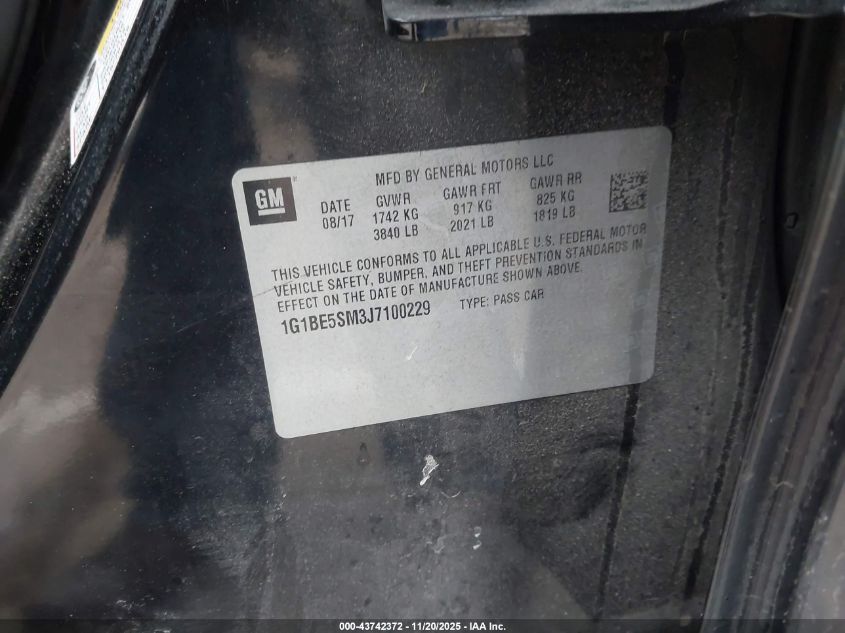 MFD BY GENERAL MOTORS LLC
GM
DATE GVWR GAWR FRT GAWR RR
08/17 1742 KG 917 KG 825 KG
3840 LB 2021 LB 1819 LB
THIS VEHICLE CONFORMS TO ALL APPLICABLE U.S. FEDERAL MOTOR
VEHICLE SAFETY, BUMPER, AND THEFT PREVENTION STANDARDS IN
EFFECT ON THE DATE OF MANUFACTURE SHOWN ABOVE.
1G1BE5SM3J7100229 TYPE: PASS CAR
000-43742372 - 11/20/2025 - IAA Inc.